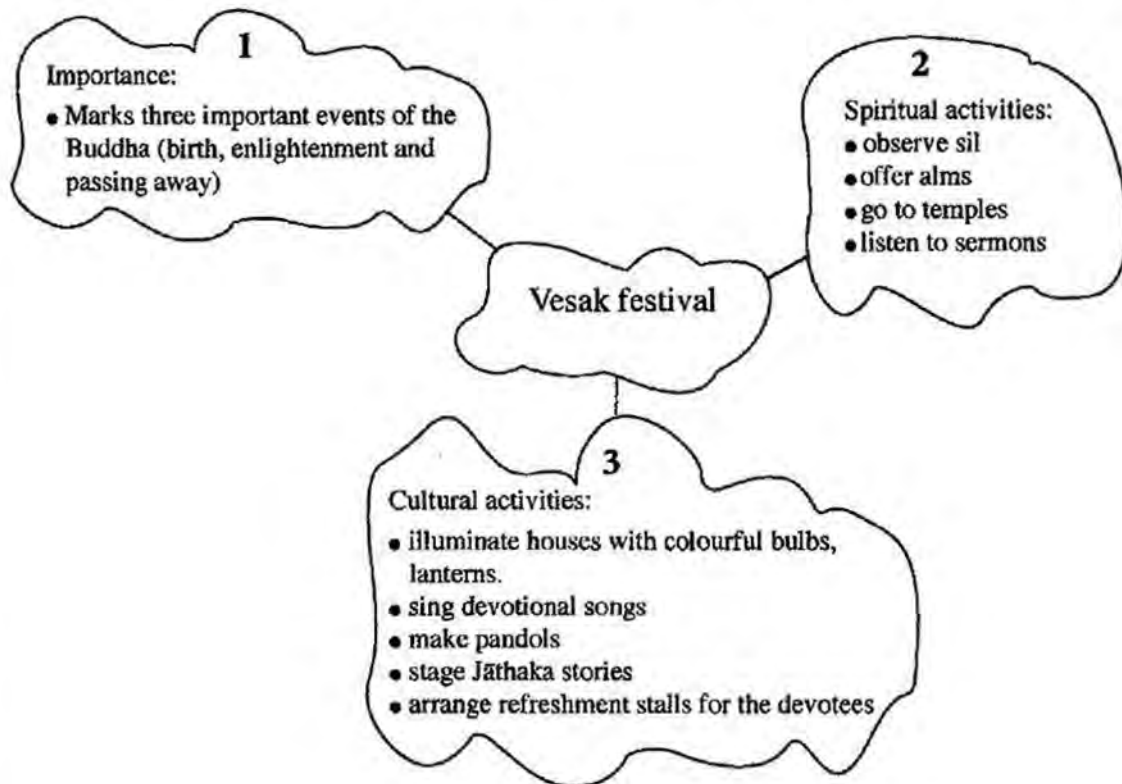 1
Importance:
• Marks three important events of the
Buddha (birth, enlightenment and
passing away)
2
Spiritual activities:
• observe sil
• offer alms
• go to temples
• listen to sermons
Vesak festival
3
Cultural activities:
• illuminate houses with colourful bulbs,
lanterns.
• sing devotional songs
• make pandols
• stage Jāthaka stories
• arrange refreshment stalls for the devotees